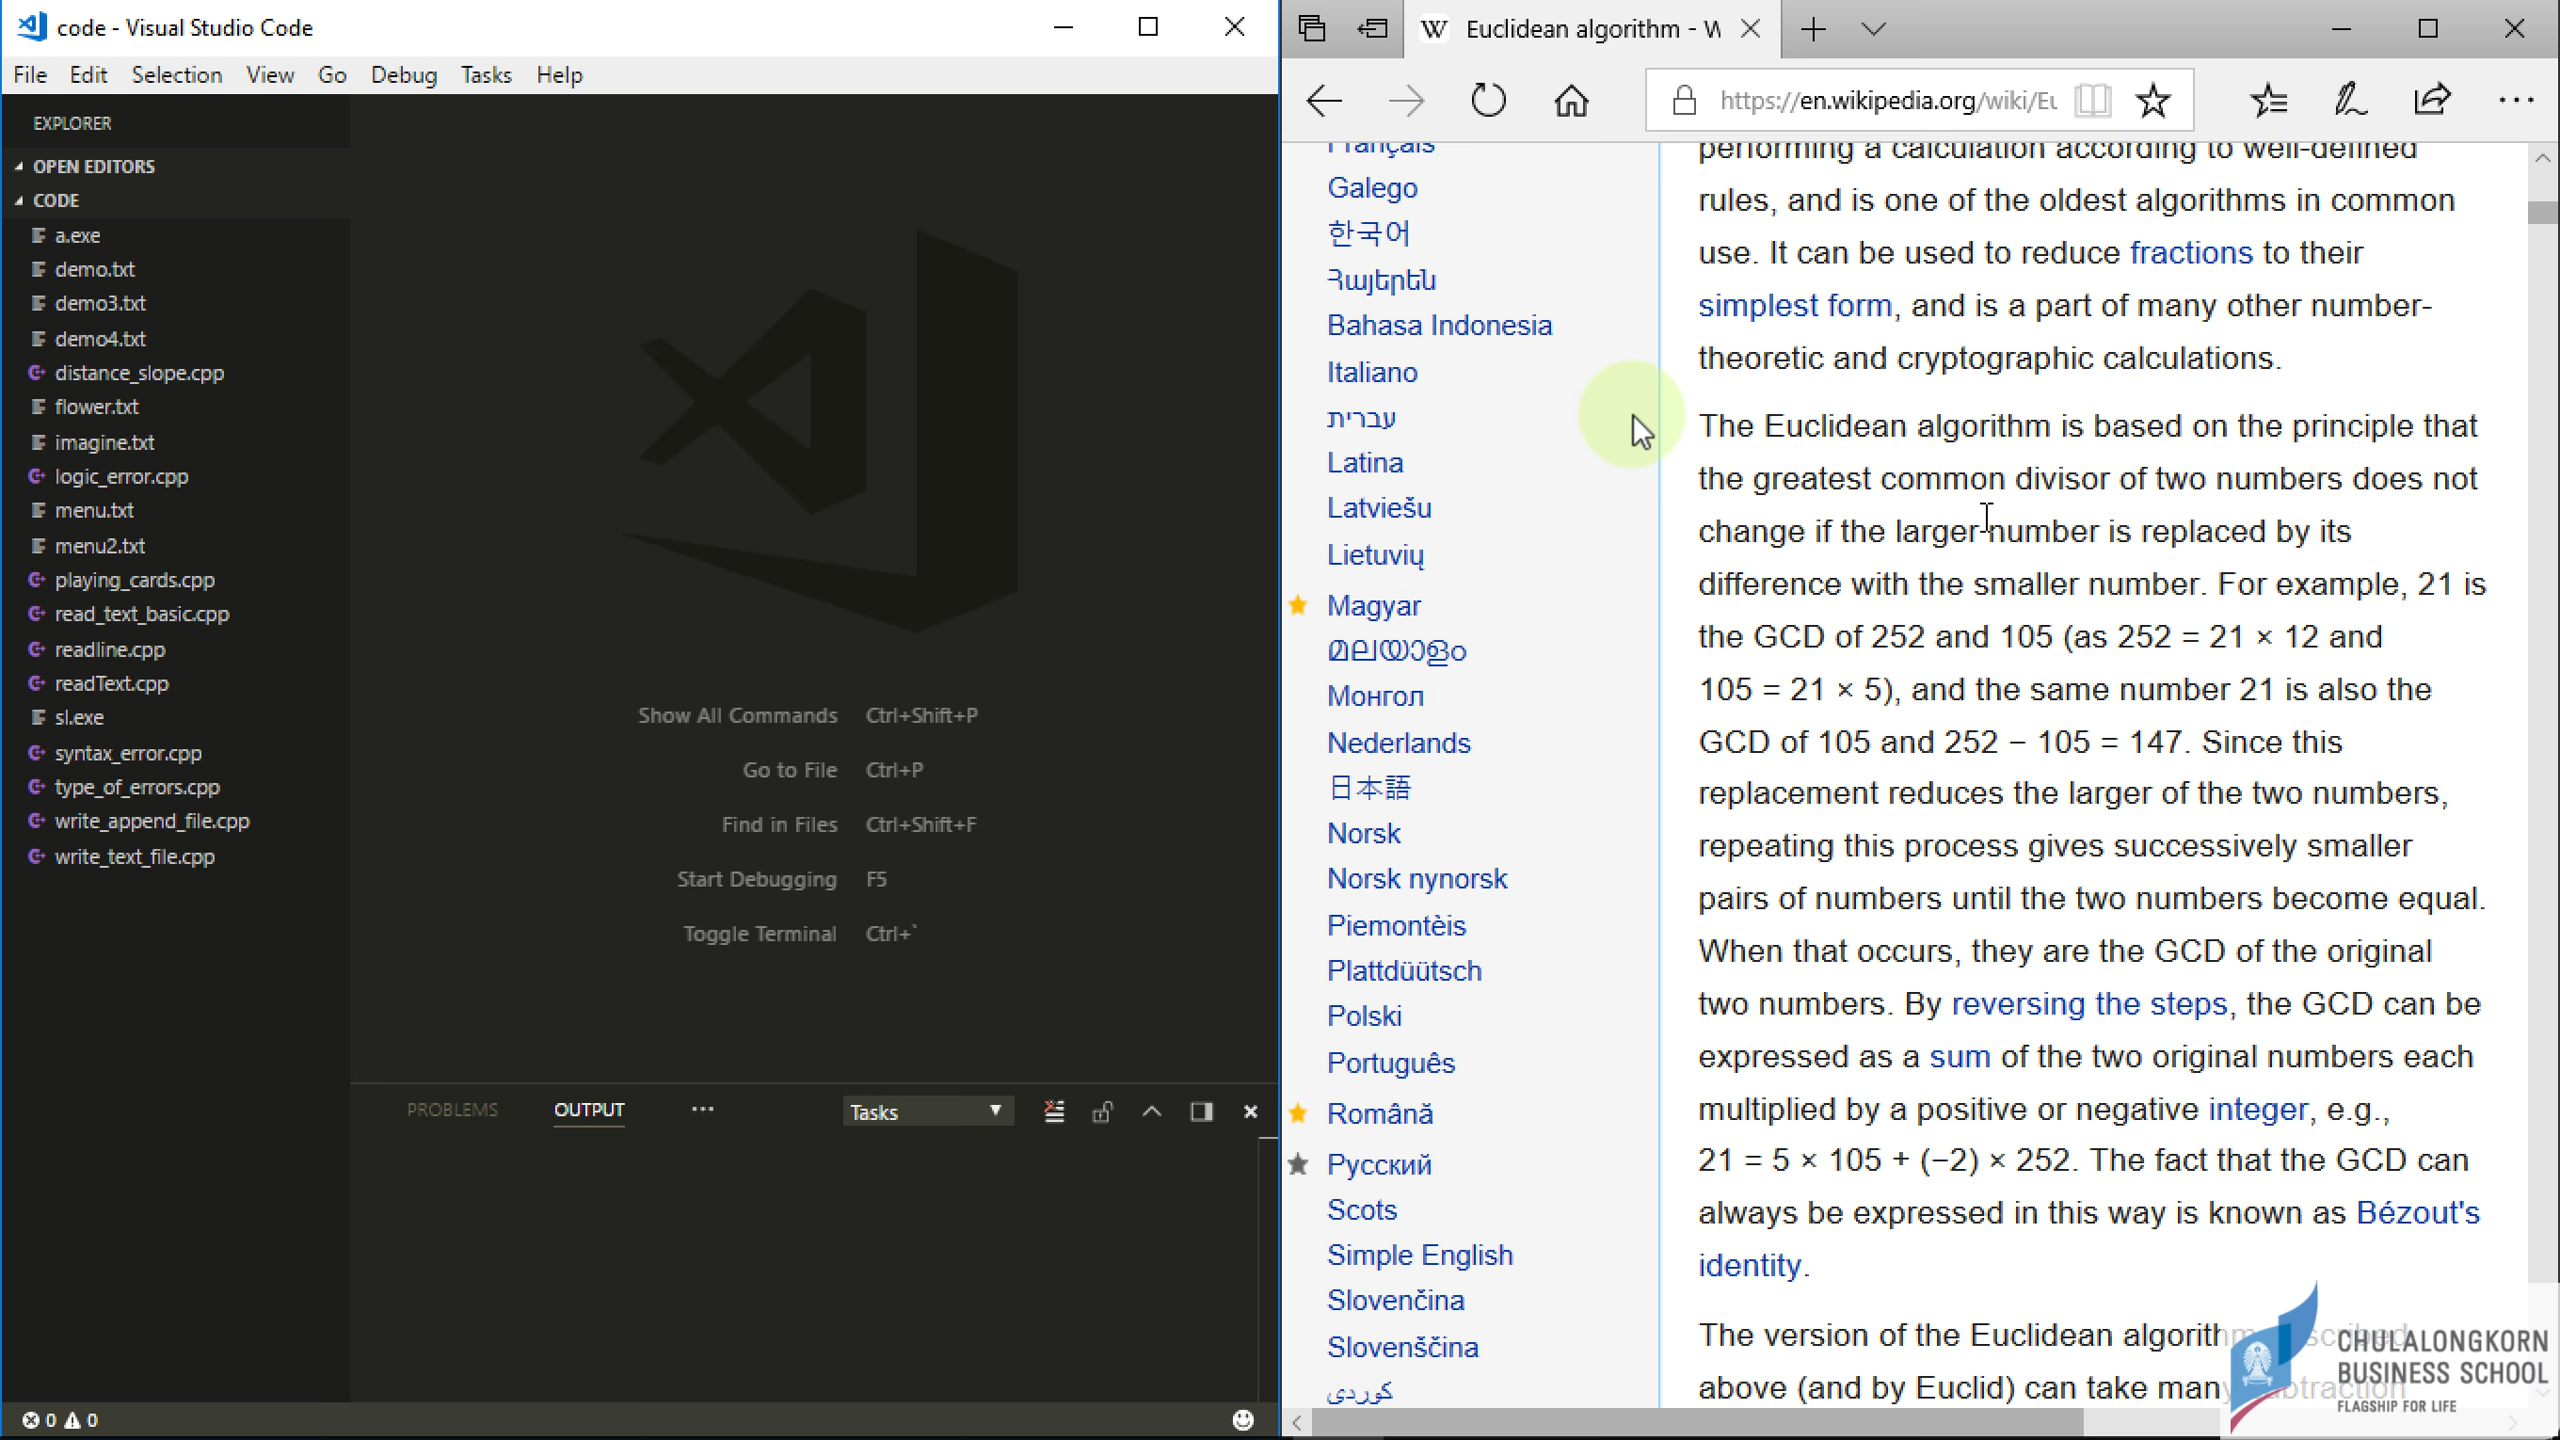 code - Visual Studio Code
File Edit Selection View Go Debug Tasks Help
EXPLORER
OPEN EDITORS
CODE
a.exe
demo.txt
demo3.txt
demo4.txt
distance_slope.cpp
flower.txt
imagine.txt
logic_error.cpp
menu.txt
menu2.txt
playing_cards.cpp
read_text_basic.cpp
readline.cpp
readText.cpp
sl.exe
syntax_error.cpp
type_of_errors.cpp
write_append_file.cpp
write_text_file.cpp
Show All Commands Ctrl+Shift+P
Go to File Ctrl+P
Find in Files Ctrl+Shift+F
Start Debugging F5
Toggle Terminal Ctrl+`
PROBLEMS OUTPUT ... Tasks
0 0
Euclidean algorithm - W
https://en.wikipedia.org/wiki/Eu
Français
Galego
한국어
Հայերեն
Bahasa Indonesia
Italiano
עברית
Latina
Latviešu
Lietuvių
Magyar
മലയാളം
Монгол
Nederlands
日本語
Norsk
Norsk nynorsk
Piemontèis
Plattdüütsch
Polski
Português
Română
Русский
Scots
Simple English
Slovenčina
Slovenščina
کوردی
performing a calculation according to well-defined
rules, and is one of the oldest algorithms in common
use. It can be used to reduce fractions to their
simplest form, and is a part of many other number-
theoretic and cryptographic calculations.
The Euclidean algorithm is based on the principle that
the greatest common divisor of two numbers does not
change if the larger number is replaced by its
difference with the smaller number. For example, 21 is
the GCD of 252 and 105 (as 252 = 21 × 12 and
105 = 21 × 5), and the same number 21 is also the
GCD of 105 and 252 − 105 = 147. Since this
replacement reduces the larger of the two numbers,
repeating this process gives successively smaller
pairs of numbers until the two numbers become equal.
When that occurs, they are the GCD of the original
two numbers. By reversing the steps, the GCD can be
expressed as a sum of the two original numbers each
multiplied by a positive or negative integer, e.g.,
21 = 5 × 105 + (−2) × 252. The fact that the GCD can
always be expressed in this way is known as Bézout's
identity.
The version of the Euclidean algorithm described
above (and by Euclid) can take many subtraction
CHULALONGKORN
BUSINESS SCHOOL
FLAGSHIP FOR LIFE